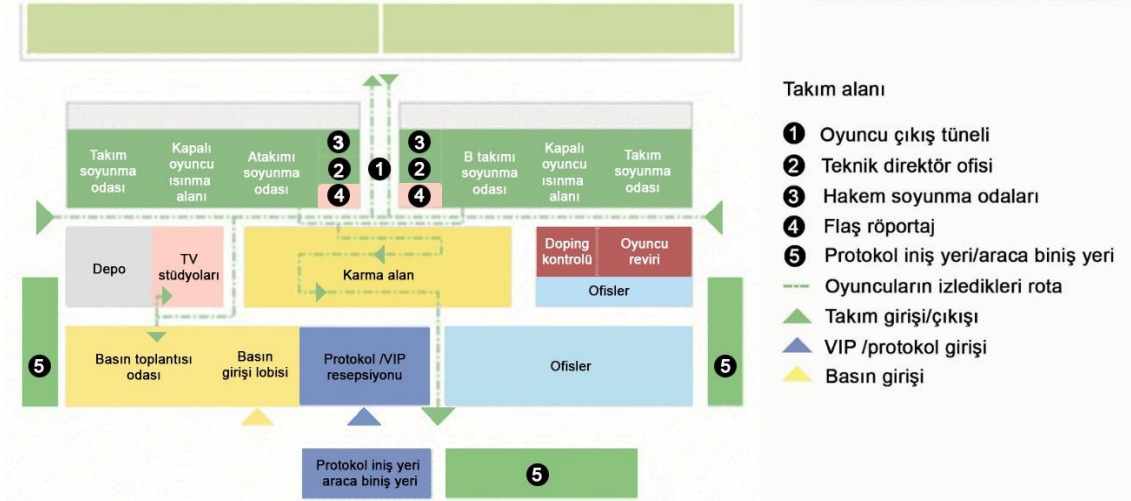 Takım
soyunma
odası
Kapalı
oyuncu
ısınma
alanı
Atakımı
soyunma
odası
3
2
4
1
3
2
4
B takımı
soyunma
odası
Kapalı
oyuncu
ısınma
alanı
Takım
soyunma
odası
Depo
TV
stüdyoları
Karma alan
Doping
kontrolü
Oyuncu
reviri
Ofisler
5
Basın toplantısı
odası
Basın
girişi lobisi
Protokol /VIP
resepsiyonu
Ofisler
5
Protokol iniş yeri
araca biniş yeri
5
Takım alanı
1 Oyuncu çıkış tüneli
2 Teknik direktör ofisi
3 Hakem soyunma odaları
4 Flaş röportaj
5 Protokol iniş yeri/araca biniş yeri
Oyuncuların izledikleri rota
Takım girişi/çıkışı
VIP /protokol girişi
Basın girişi